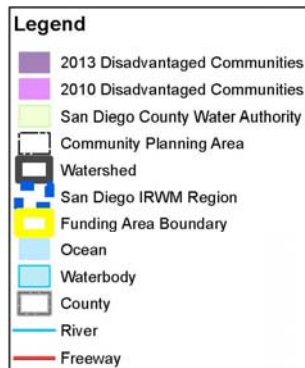 Legend
2013 Disadvantaged Communities
2010 Disadvantaged Communities
San Diego County Water Authority
Community Planning Area
Watershed
San Diego IRWM Region
Funding Area Boundary
Ocean
Waterbody
County
River
Freeway